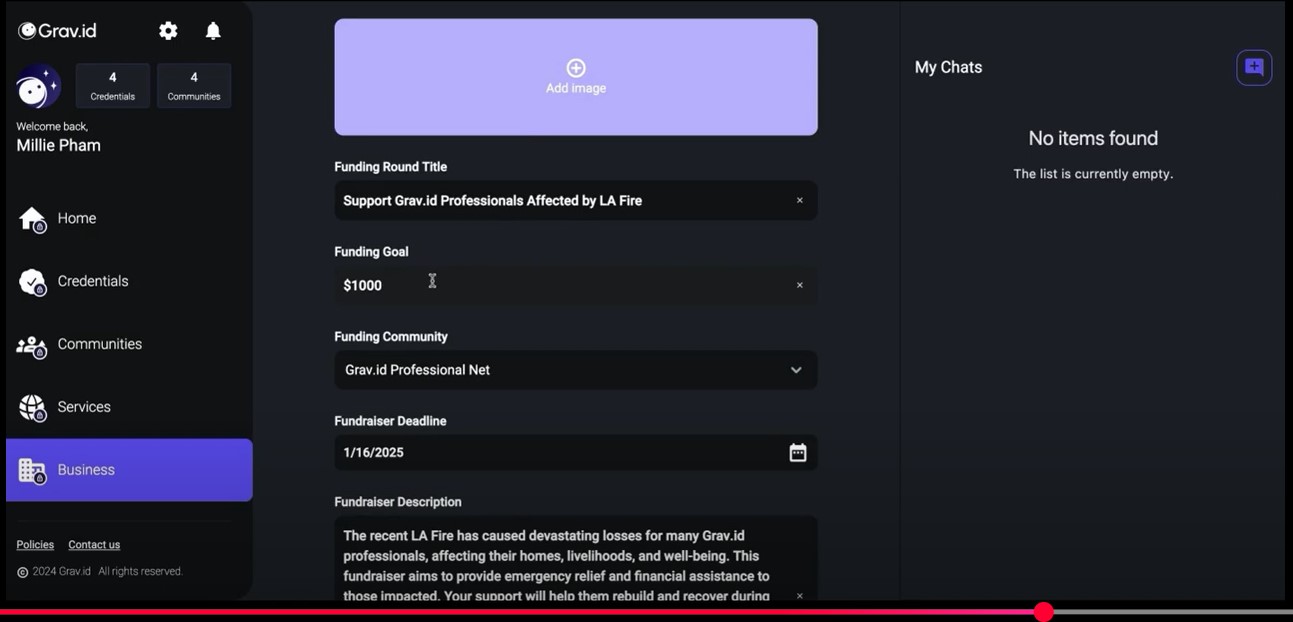 Grav.id
4
Credentials
4
Communities
Welcome back,
Millie Pham
Home
Credentials
Communities
Services
Business
Policies Contact us
© 2024 Grav.id All rights reserved.
Add image
Funding Round Title
Support Grav.id Professionals Affected by LA Fire
Funding Goal
$1000
Funding Community
Grav.id Professional Net
Fundraiser Deadline
1/16/2025
Fundraiser Description
The recent LA Fire has caused devastating losses for many Grav.id
professionals, affecting their homes, livelihoods, and well-being. This
fundraiser aims to provide emergency relief and financial assistance to
those impacted. Your support will help them rebuild and recover during
My Chats
No items found
The list is currently empty.